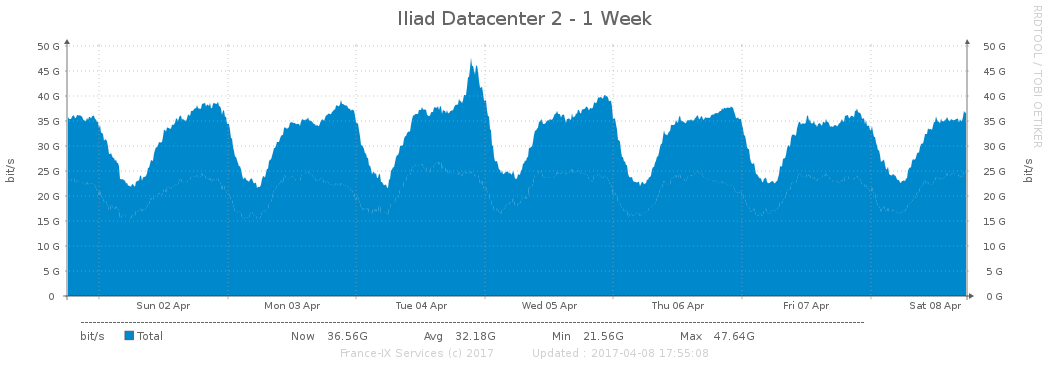 Iliad Datacenter 2 - 1 Week
RRDTOOL / TOBI OETIKER
50 G 50 G
45 G 45 G
40 G 40 G
35 G 35 G
30 G 30 G
25 G 25 G
20 G 20 G
15 G 15 G
10 G 10 G
5 G 5 G
0 0 G
bit/s bit/s
Sun 02 Apr Mon 03 Apr Tue 04 Apr Wed 05 Apr Thu 06 Apr Fri 07 Apr Sat 08 Apr
bit/s Total Now 36.56G Avg 32.18G Min 21.56G Max 47.64G
France-IX Services (c) 2017 Updated : 2017-04-08 17:55:08